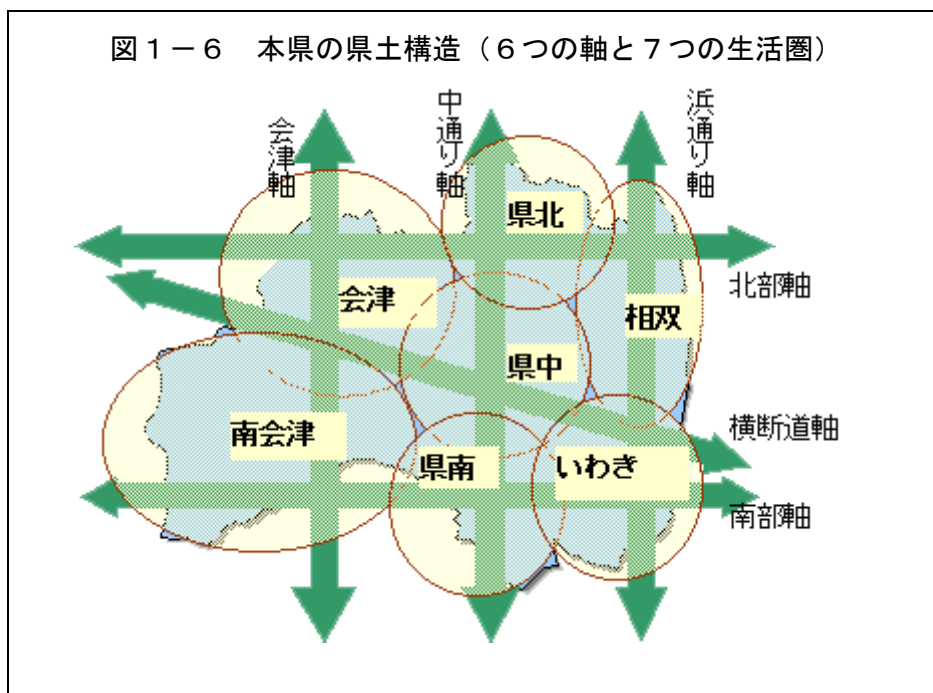 図１－６　本県の県土構造（６つの軸と７つの生活圏）
会津軸
中通り軸
浜通り軸
県北
北部軸
会津
相双
県中
横断道軸
南会津
県南
いわき
南部軸